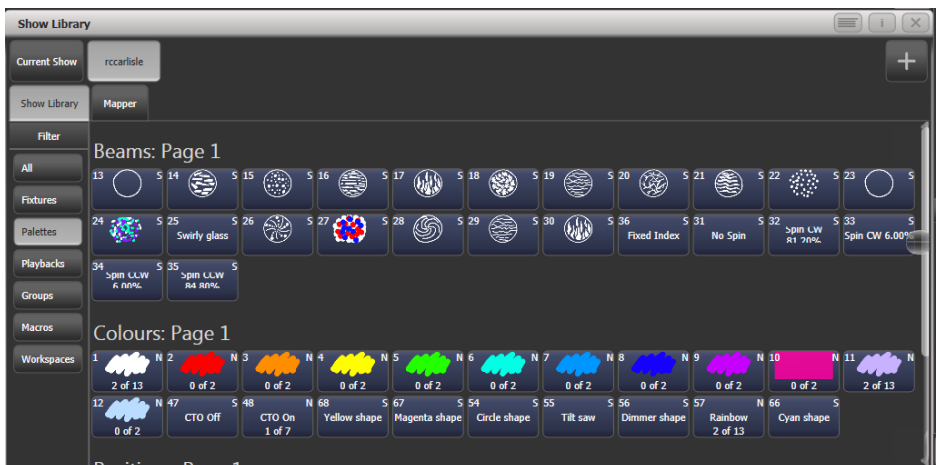 Show Library
i
Current Show
rccarlisle
+
Show Library
Mapper
Filter
Beams: Page 1
All
13 S 14 S 15 S 16 S 17 S 18 S 19 S 20 S 21 S 22 S 23 S
Fixtures
24 S 25 S 26 S 27 S 28 S 29 S 30 S 36 S 31 S 32 S 33 S
Swirly glass Fixed Index No Spin Spin CW Spin CW 6.00%
81.20%
Palettes
Playbacks
34 S 35 S
Spin CCW Spin CCW
6.00% 84.80%
Groups
Macros
Colours: Page 1
Workspaces
1 N 2 N 3 N 4 N 5 N 6 N 7 N 8 N 9 N 10 N 11 N
2 of 13 0 of 2 0 of 2 0 of 2 0 of 2 0 of 2 0 of 2 0 of 2 0 of 2 0 of 2 2 of 13
12 N 47 S 48 N 68 S 67 S 54 S 55 S 56 S 57 N 66 S
CTO Off CTO On Yellow shape Magenta shape Circle shape Tilt saw Dimmer shape Rainbow Cyan shape
0 of 2 1 of 7 2 of 13